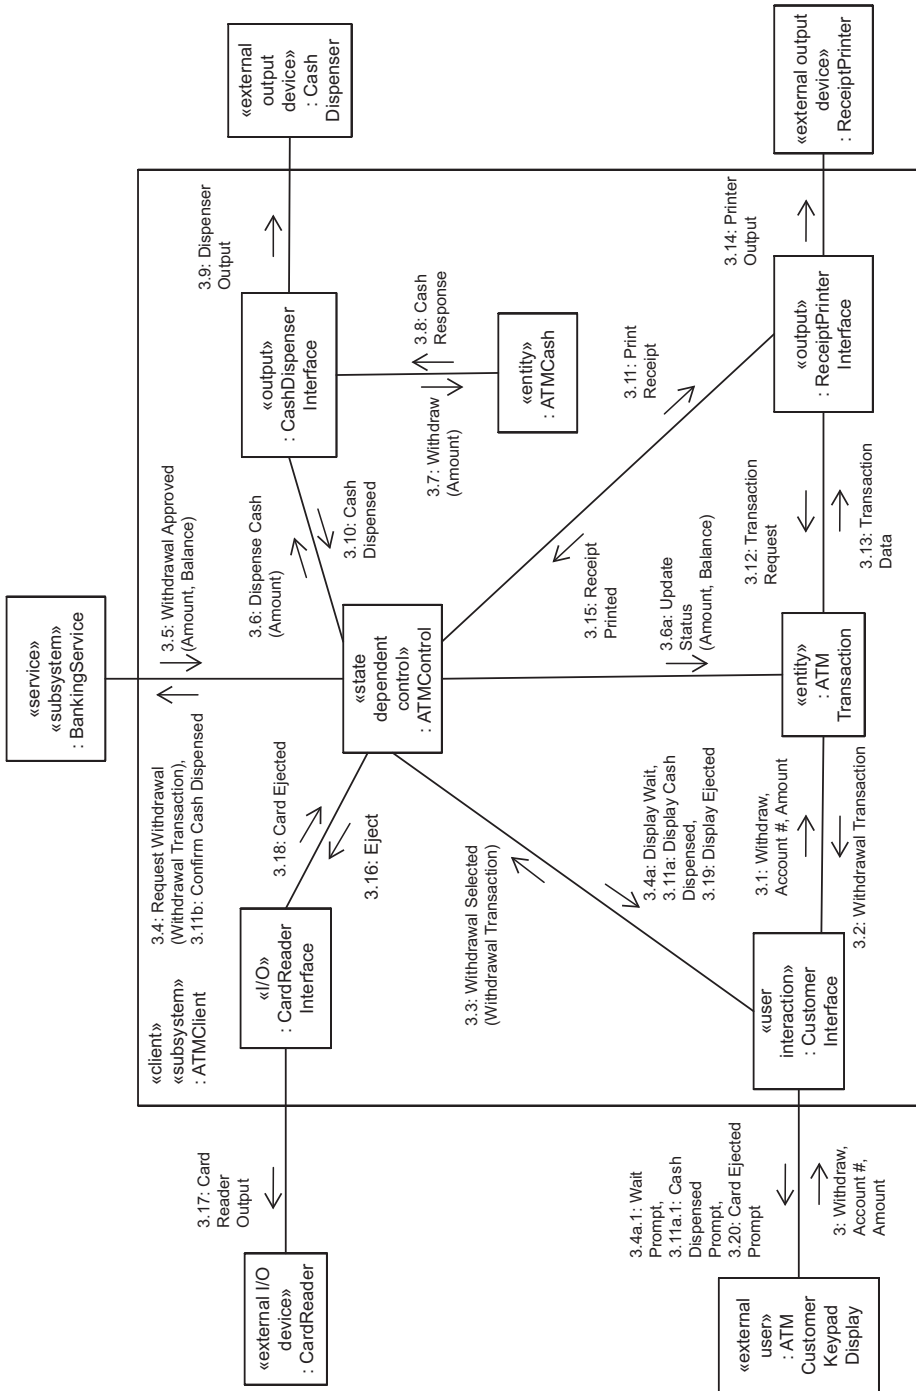 «service»
«subsystem»
: BankingService
«client»
«subsystem»
: ATMClient
3.4: Request Withdrawal
(Withdrawal Transaction),
3.11b: Confirm Cash Dispensed
3.5: Withdrawal Approved
(Amount, Balance)
«external I/O
device»
: CardReader
3.17: Card
Reader
Output
«I/O»
: CardReader
Interface
3.18: Card Ejected
3.16: Eject
«state
dependent
control»
: ATMControl
3.6: Dispense Cash
(Amount)
3.10: Cash
Dispensed
«output»
: CashDispenser
Interface
3.9: Dispenser
Output
«external
output
device»
: Cash
Dispenser
3.7: Withdraw
(Amount)
3.8: Cash
Response
«entity»
: ATMCash
3.3: Withdrawal Selected
(Withdrawal Transaction)
3.4a: Display Wait,
3.11a: Display Cash
Dispensed,
3.19: Display Ejected
3.15: Receipt
Printed
3.11: Print
Receipt
3.6a: Update
Status
(Amount, Balance)
«external
user»
: ATM
Customer
Keypad
Display
3.4a.1: Wait
Prompt,
3.11a.1: Cash
Dispensed
Prompt,
3.20: Card Ejected
Prompt
3: Withdraw,
Account #,
Amount
«user
interaction»
: Customer
Interface
3.1: Withdraw,
Account #, Amount
3.2: Withdrawal Transaction
«entity»
: ATM
Transaction
3.12: Transaction
Request
3.13: Transaction
Data
«output»
: ReceiptPrinter
Interface
3.14: Printer
Output
«external output
device»
: ReceiptPrinter